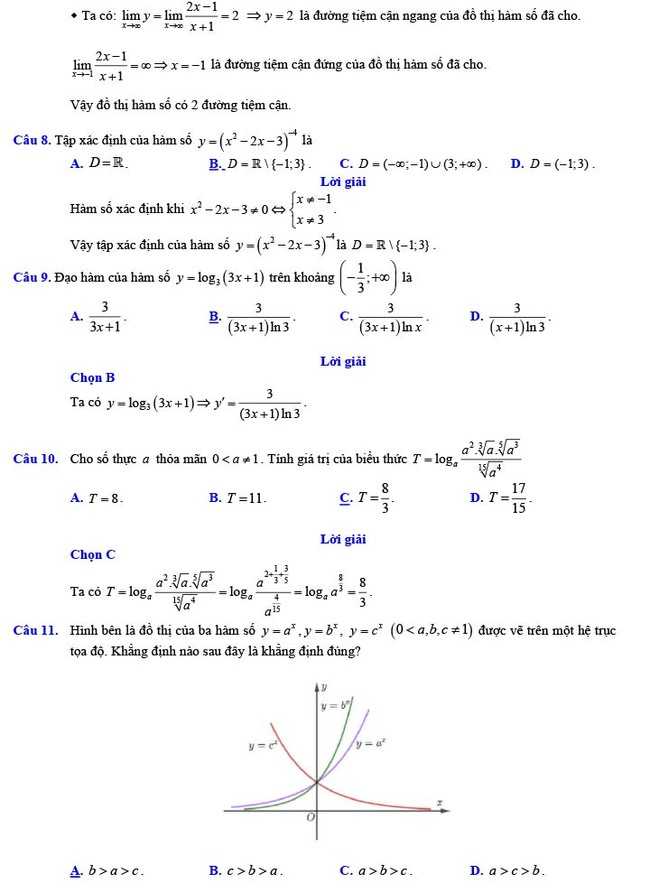 ♦ Ta có: lim_{x→∞} y = lim_{x→∞} (2x−1)/(x+1) = 2 ⇒ y = 2 là đường tiệm cận ngang của đồ thị hàm số đã cho.
lim_{x→−1} (2x−1)/(x+1) = ∞ ⇒ x = −1 là đường tiệm cận đứng của đồ thị hàm số đã cho.
Vậy đồ thị hàm số có 2 đường tiệm cận.
Câu 8. Tập xác định của hàm số y = (x² − 2x − 3)⁻⁴ là
A. D = ℝ. B. D = ℝ \ {−1;3}. C. D = (−∞;−1) ∪ (3;+∞). D. D = (−1;3).
Lời giải
Hàm số xác định khi x² − 2x − 3 ≠ 0 ⇔ { x ≠ −1
x ≠ 3 .
Vậy tập xác định của hàm số y = (x² − 2x − 3)⁻⁴ là D = ℝ \ {−1;3}.
Câu 9. Đạo hàm của hàm số y = log₃(3x+1) trên khoảng (−1/3;+∞) là
A. 3/(3x+1). B. 3/((3x+1)ln3). C. 3/((3x+1)ln x). D. 3/((x+1)ln3).
Lời giải
Chọn B
Ta có y = log₃(3x+1) ⇒ y' = 3/((3x+1)ln3).
Câu 10. Cho số thực a thỏa mãn 0 < a ≠ 1. Tính giá trị của biểu thức T = logₐ (a².∛a.⁵√a³)/(¹⁵√a⁴)
A. T = 8. B. T = 11. C. T = 8/3. D. T = 17/15.
Lời giải
Chọn C
Ta có T = logₐ (a².∛a.⁵√a³)/(¹⁵√a⁴) = logₐ a^(2+1/3+3/5)/a^(4/15) = logₐ a^(8/3) = 8/3.
Câu 11. Hình bên là đồ thị của ba hàm số y = aˣ, y = bˣ, y = cˣ (0 < a,b,c ≠ 1) được vẽ trên một hệ trục
tọa độ. Khẳng định nào sau đây là khẳng định đúng?
y
y = bˣ
y = cˣ
y = aˣ
x
O
A. b > a > c. B. c > b > a. C. a > b > c. D. a > c > b.